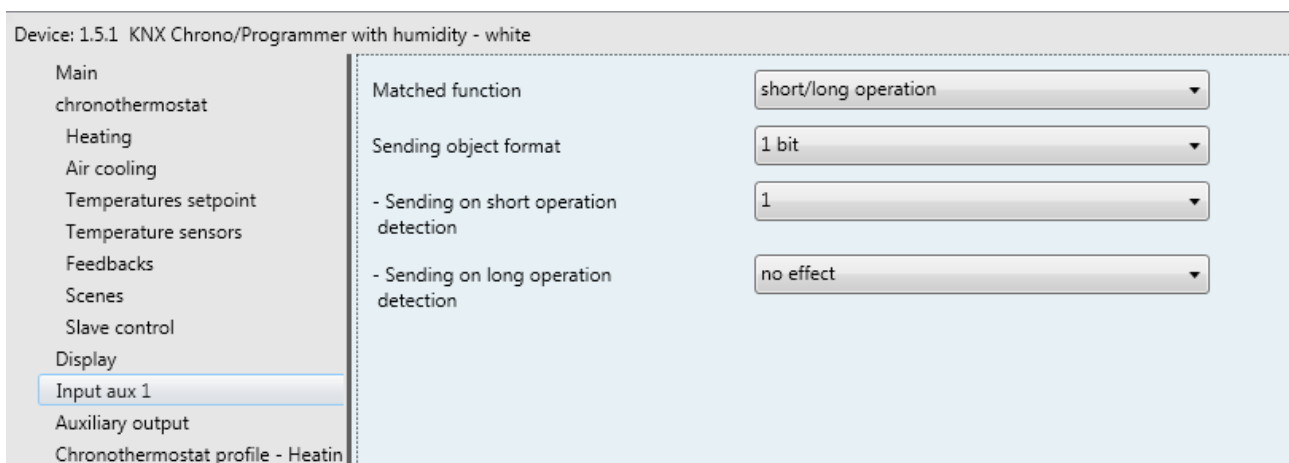 Device: 1.5.1 KNX Chrono/Programmer with humidity - white
Main
chronothermostat
Heating
Air cooling
Temperatures setpoint
Temperature sensors
Feedbacks
Scenes
Slave control
Display
Input aux 1
Auxiliary output
Chronothermostat profile - Heatin
Matched function
short/long operation
Sending object format
1 bit
- Sending on short operation
detection
1
- Sending on long operation
detection
no effect